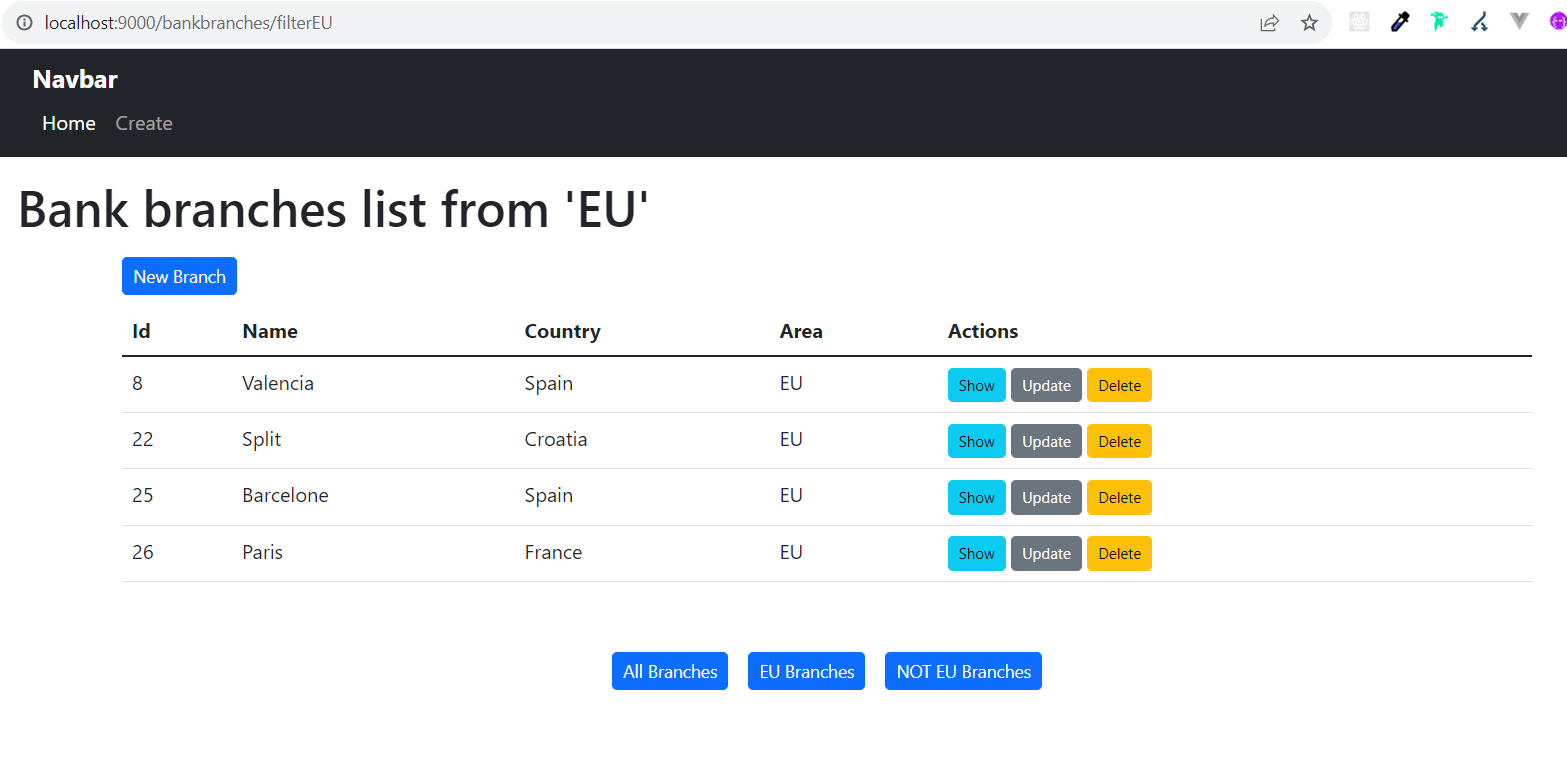 localhost:9000/bankbranches/filterEU
Navbar
Home Create
Bank branches list from 'EU'
New Branch
Id Name Country Area Actions
8 Valencia Spain EU Show Update Delete
22 Split Croatia EU Show Update Delete
25 Barcelone Spain EU Show Update Delete
26 Paris France EU Show Update Delete
All Branches EU Branches NOT EU Branches